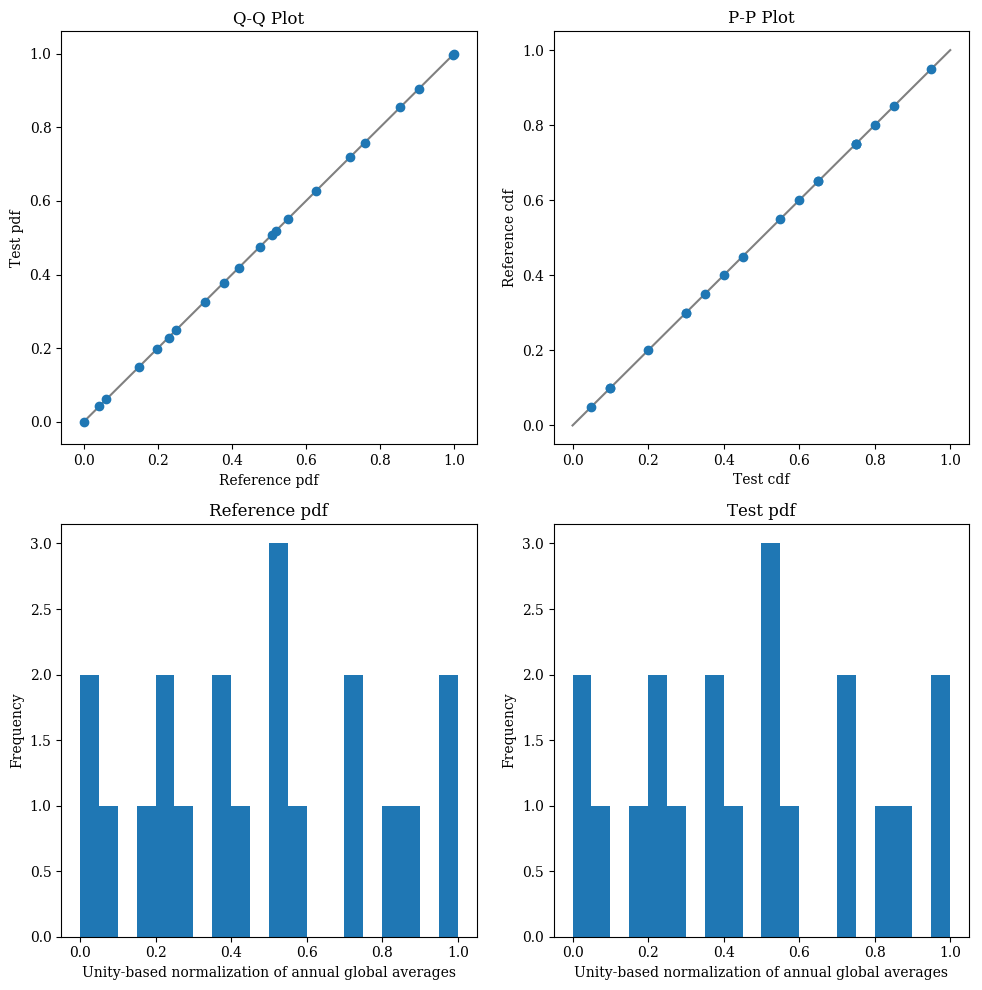 Q-Q Plot
1.0
0.8
0.6
0.4
0.2
0.0
Test pdf
0.0 0.2 0.4 0.6 0.8 1.0
Reference pdf
P-P Plot
1.0
0.8
0.6
0.4
0.2
0.0
Reference cdf
0.0 0.2 0.4 0.6 0.8 1.0
Test cdf
Reference pdf
3.0
2.5
2.0
1.5
1.0
0.5
0.0
Frequency
0.0 0.2 0.4 0.6 0.8 1.0
Unity-based normalization of annual global averages
Test pdf
3.0
2.5
2.0
1.5
1.0
0.5
0.0
Frequency
0.0 0.2 0.4 0.6 0.8 1.0
Unity-based normalization of annual global averages